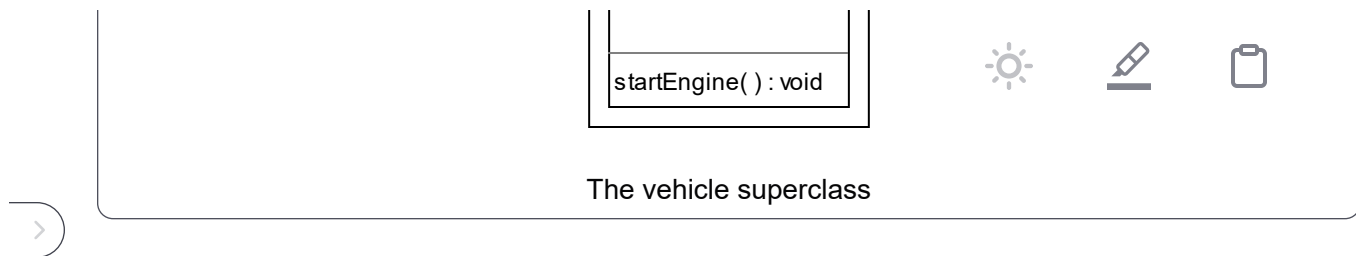 startEngine( ) : void
The vehicle superclass